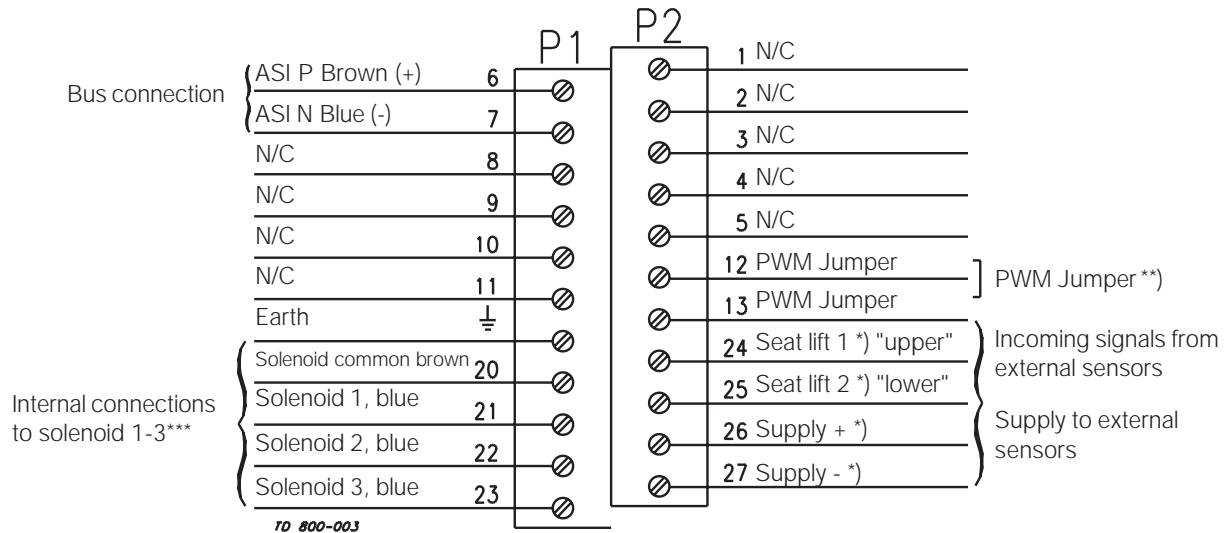 P1
P2
Bus connection
ASI P Brown (+) 6
ASI N Blue (-) 7
N/C 8
N/C 9
N/C 10
N/C 11
Earth
Solenoid common brown 20
Solenoid 1, blue 21
Solenoid 2, blue 22
Solenoid 3, blue 23
Internal connections
to solenoid 1-3***
TD 800-003
1 N/C
2 N/C
3 N/C
4 N/C
5 N/C
12 PWM Jumper
13 PWM Jumper
PWM Jumper **)
24 Seat lift 1 *) "upper"
25 Seat lift 2 *) "lower"
26 Supply + *)
27 Supply - *)
Incoming signals from
external sensors
Supply to external
sensors